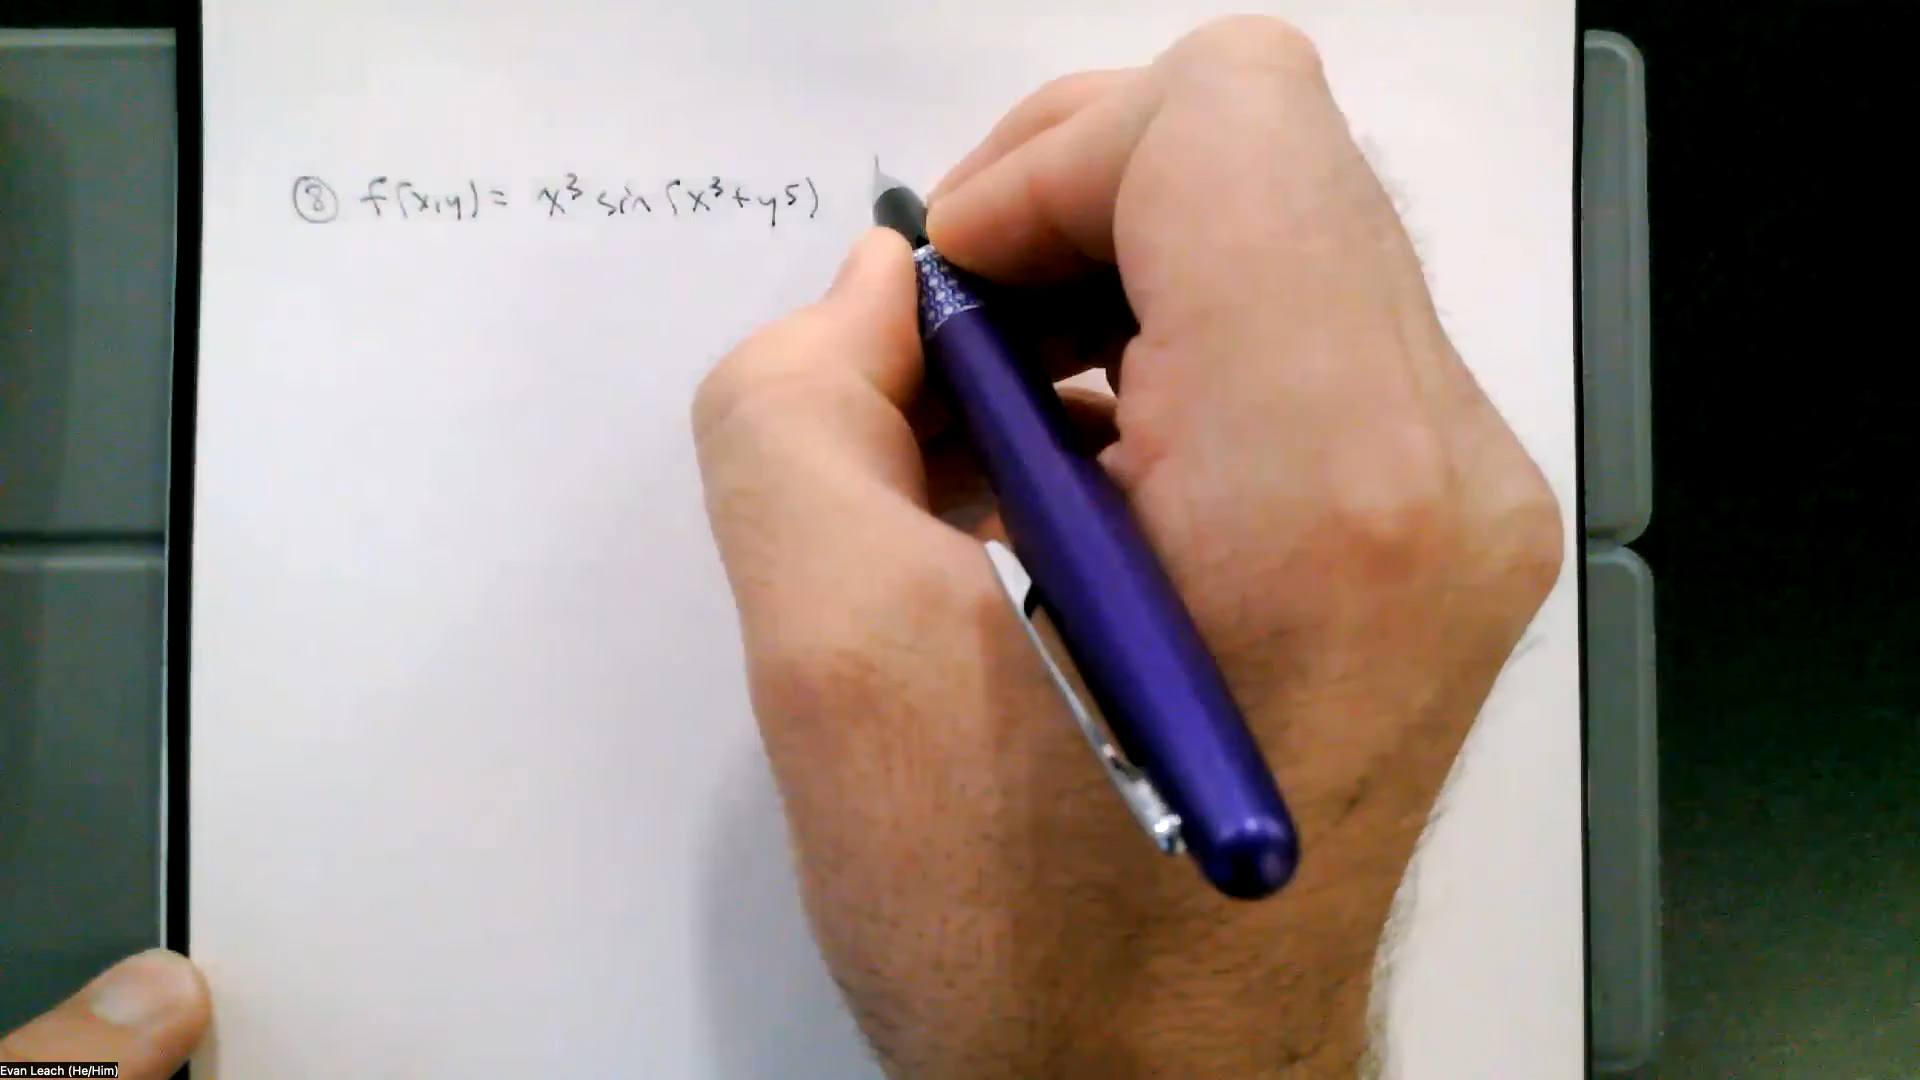 ⑧ f(x,y) = x³ sin(x³+y⁵)
Evan Leach (He/Him)